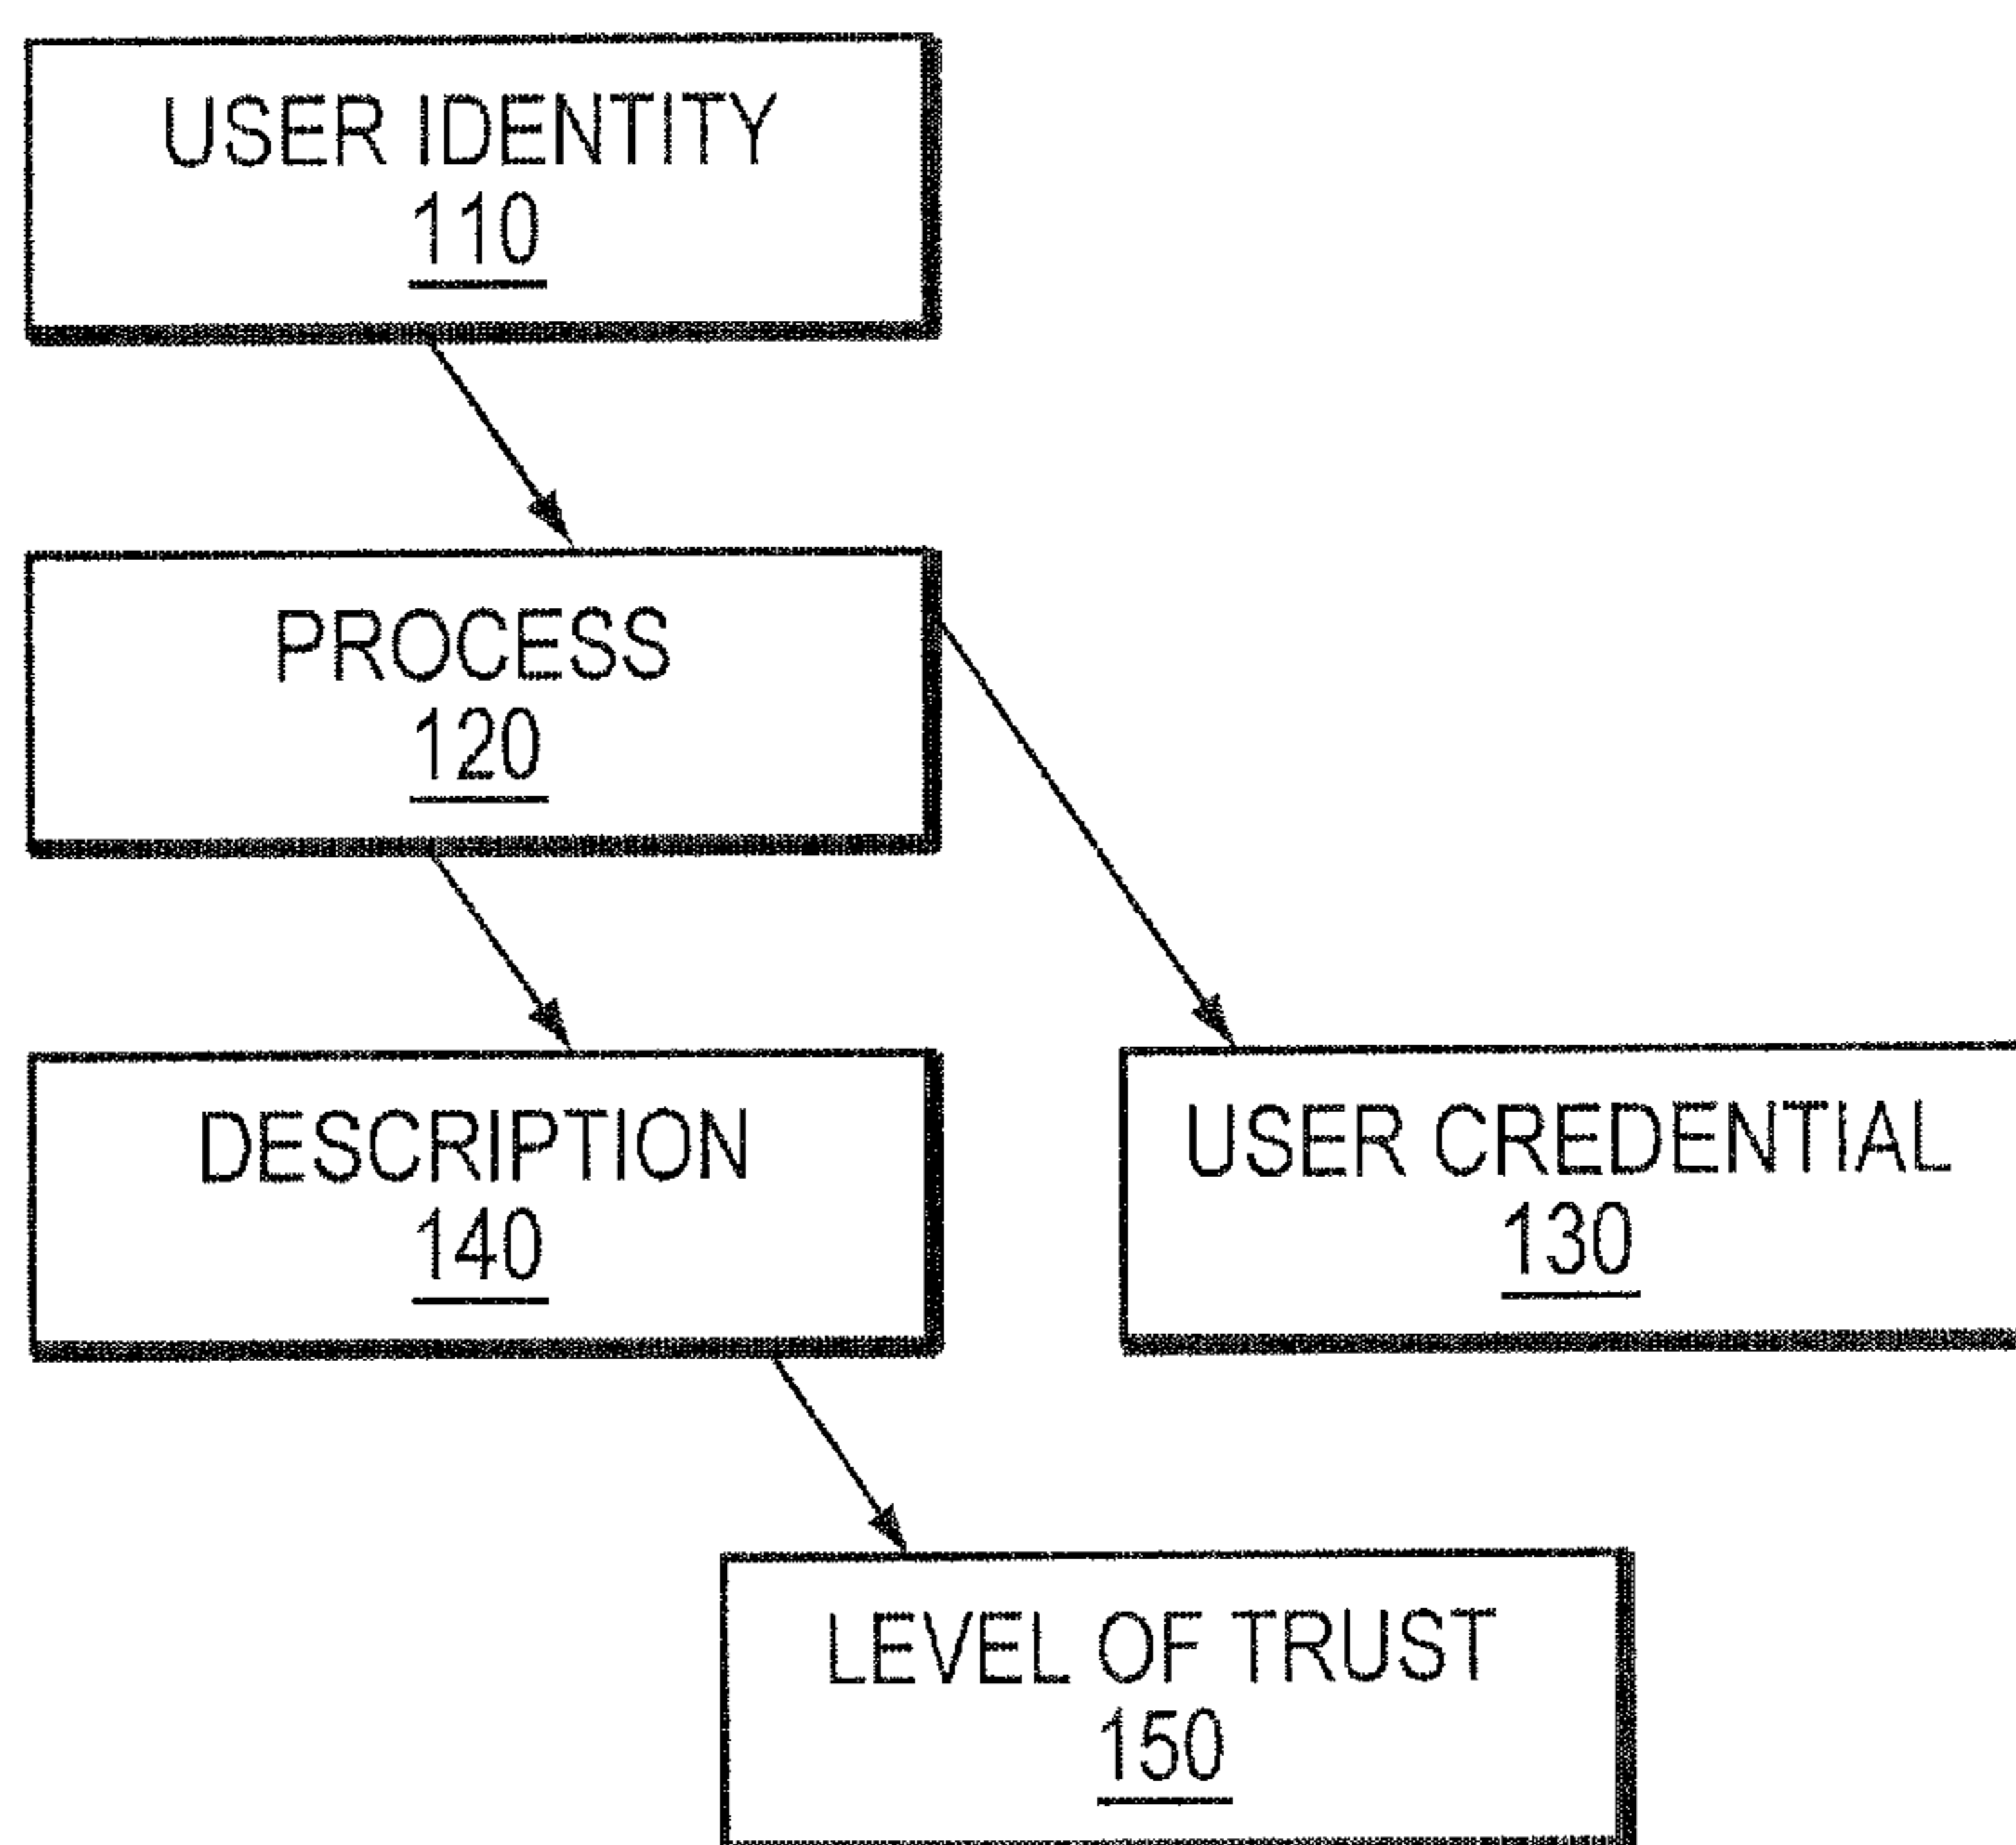 USER IDENTITY
110
PROCESS
120
DESCRIPTION
140
USER CREDENTIAL
130
LEVEL OF TRUST
150